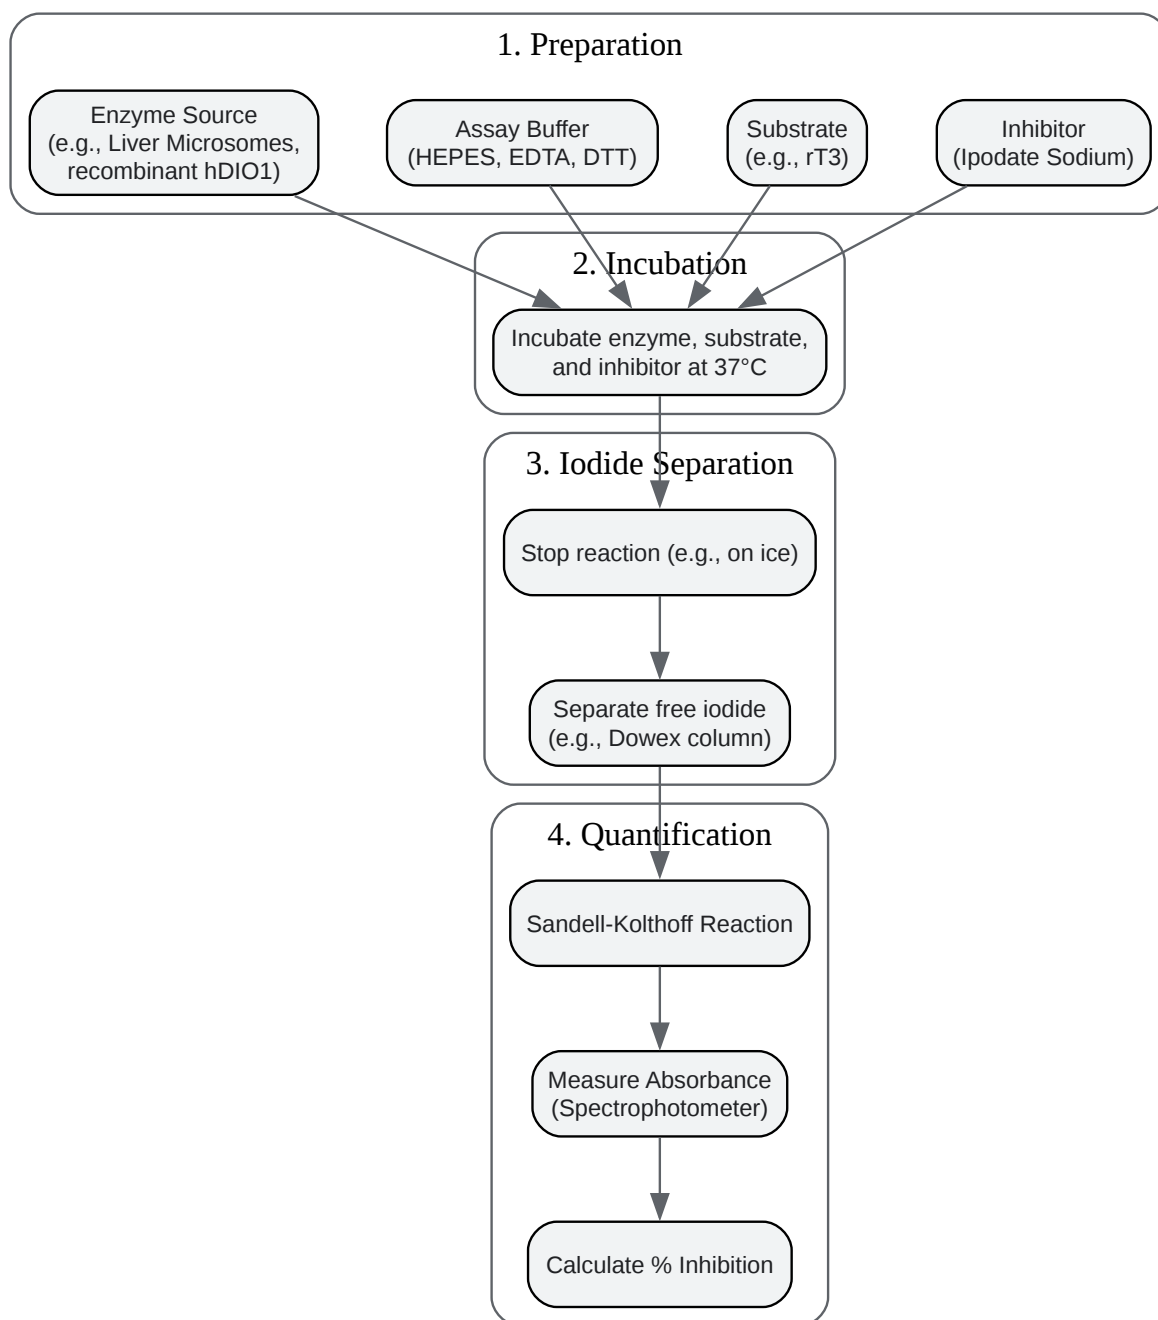 1. Preparation
Enzyme Source
(e.g., Liver Microsomes,
recombinant hDIO1)
Assay Buffer
(HEPES, EDTA, DTT)
Substrate
(e.g., rT3)
Inhibitor
(Ipodate Sodium)
2. Incubation
Incubate enzyme, substrate,
and inhibitor at 37°C
3. Iodide Separation
Stop reaction (e.g., on ice)
Separate free iodide
(e.g., Dowex column)
4. Quantification
Sandell-Kolthoff Reaction
Measure Absorbance
(Spectrophotometer)
Calculate % Inhibition